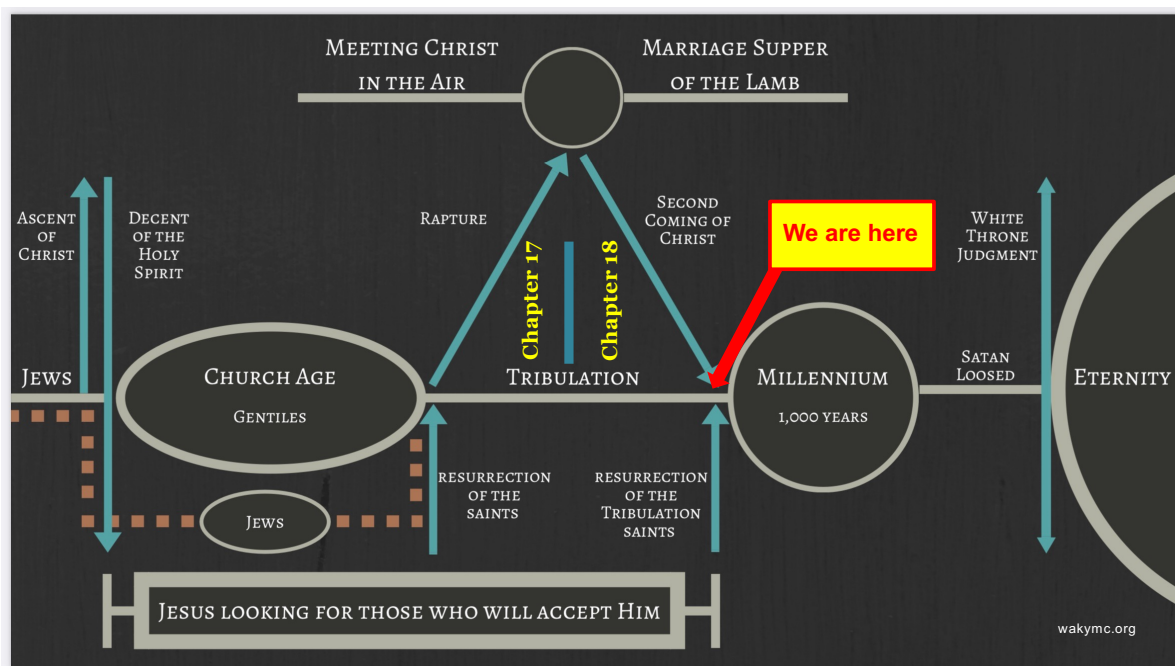 MEETING CHRIST
IN THE AIR
MARRIAGE SUPPER
OF THE LAMB
ASCENT
OF
CHRIST
DECENT
OF THE
HOLY
SPIRIT
RAPTURE
Chapter 17
Chapter 18
SECOND
COMING OF
CHRIST
We are here
WHITE
THRONE
JUDGMENT
JEWS
CHURCH AGE
GENTILES
TRIBULATION
MILLENNIUM
1,000 YEARS
SATAN
LOOSED
ETERNITY
JEWS
RESURRECTION
OF THE
SAINTS
RESURRECTION
OF THE
TRIBULATION
SAINTS
JESUS LOOKING FOR THOSE WHO WILL ACCEPT HIM
wakymc.org